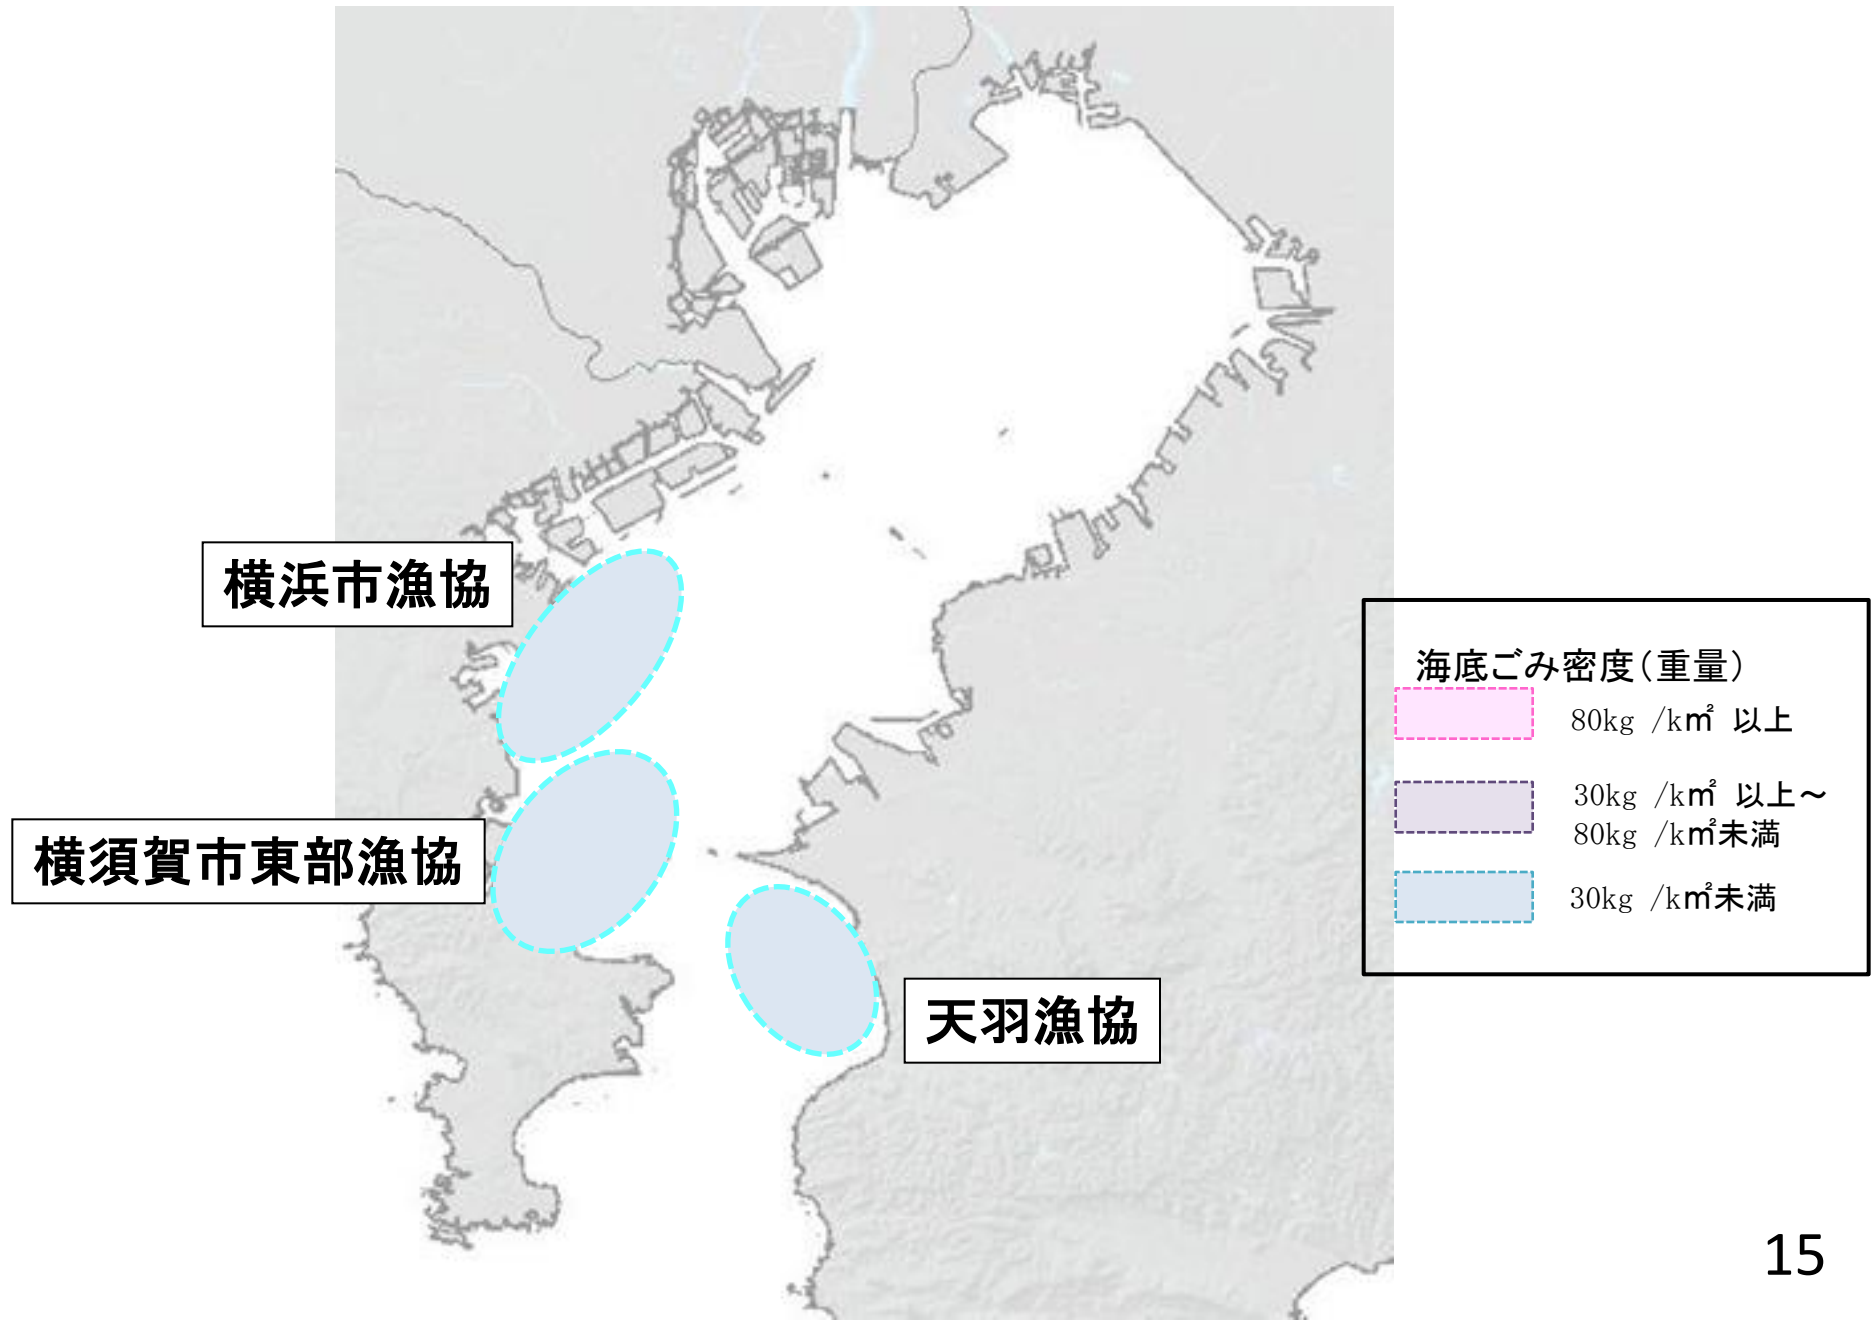 横浜市漁協
横須賀市東部漁協
天羽漁協
海底ごみ密度（重量）
80kg /k㎡ 以上
30kg /k㎡ 以上～
80kg /k㎡未満
30kg /k㎡未満
15